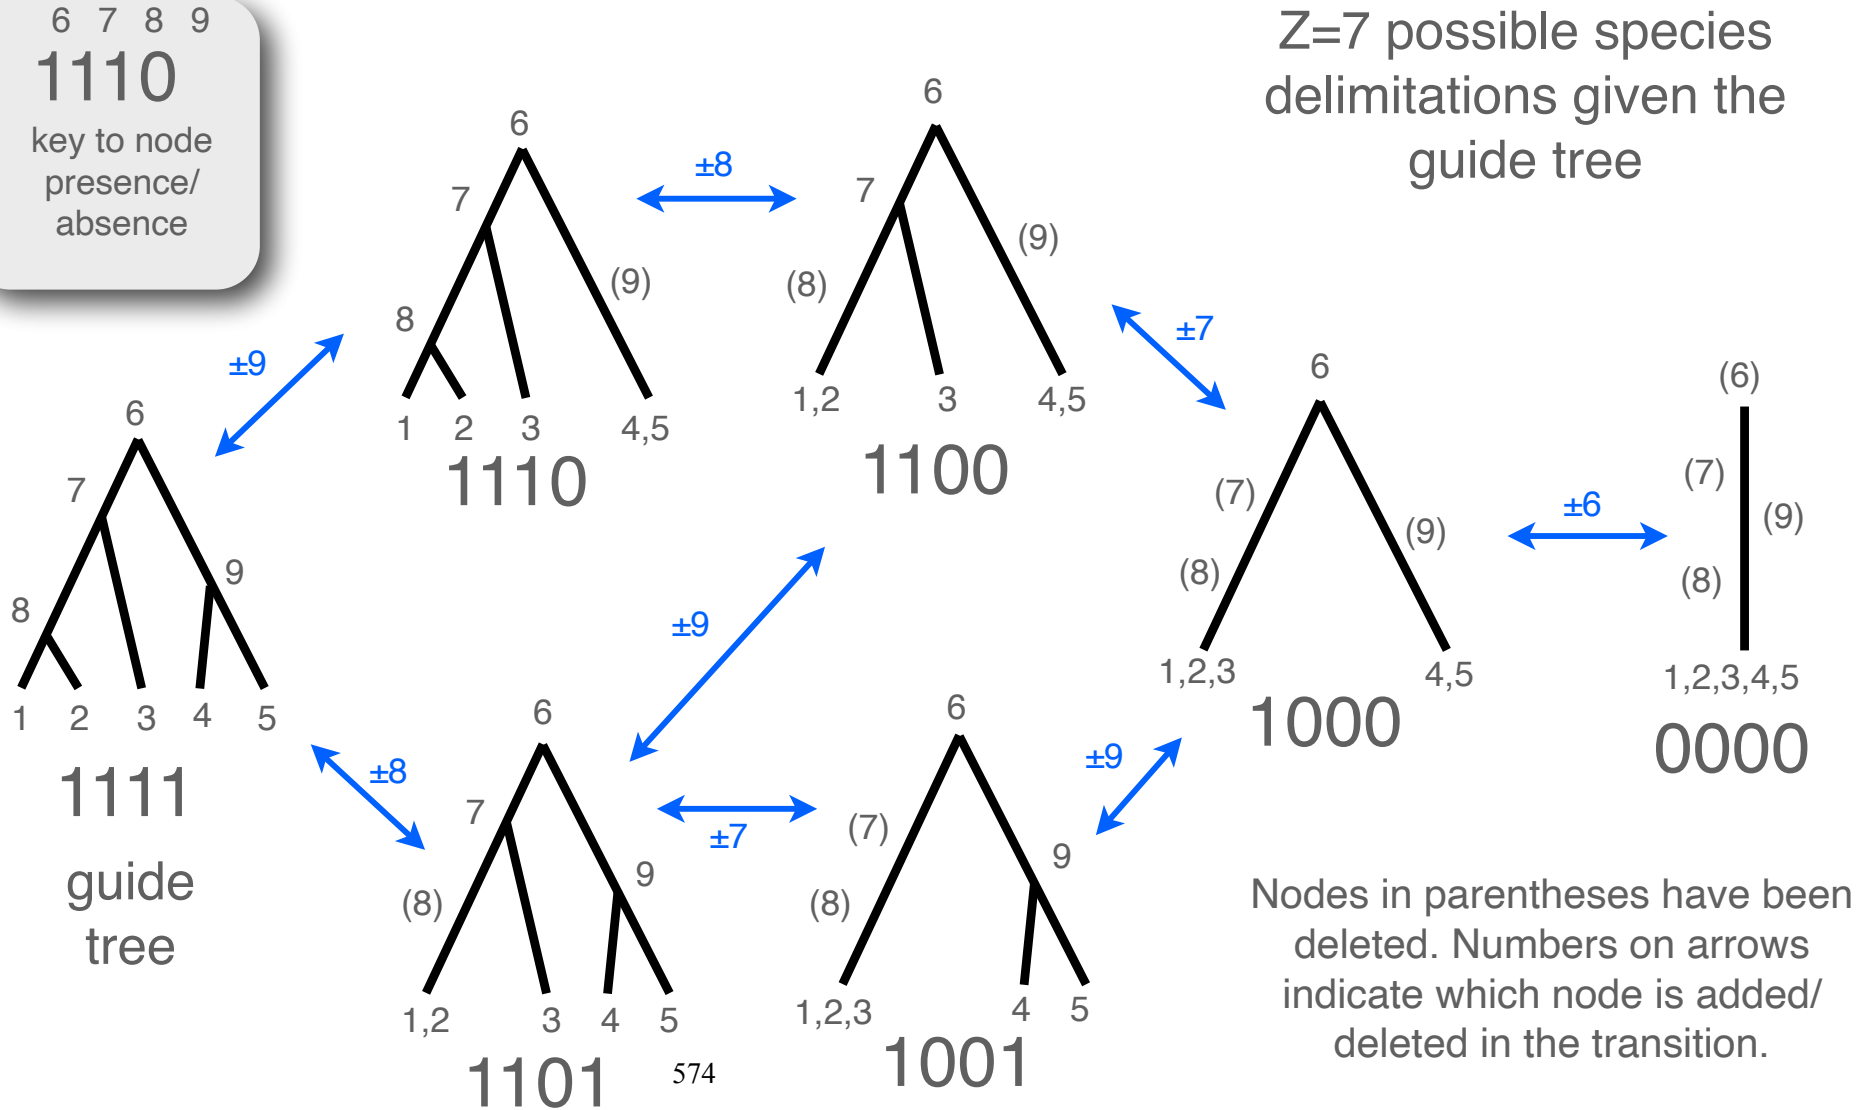 6 7 8 9
1110
key to node
presence/
absence
Z=7 possible species
delimitations given the
guide tree
6
7
8
9
1 2 3 4 5
1111
guide
tree
±9
±8
6
7
8
(9)
1 2 3 4,5
1110
±8
6
7
(8)
(9)
1,2 3 4,5
1100
±9
6
7
(8)
9
1,2 3 4 5
1101
±7
6
(7)
(8)
9
1,2,3 4 5
1001
±7
±9
6
(7)
(8)
(9)
1,2,3 4,5
1000
±6
(6)
(7)
(9)
(8)
1,2,3,4,5
0000
Nodes in parentheses have been
deleted. Numbers on arrows
indicate which node is added/
deleted in the transition.
574